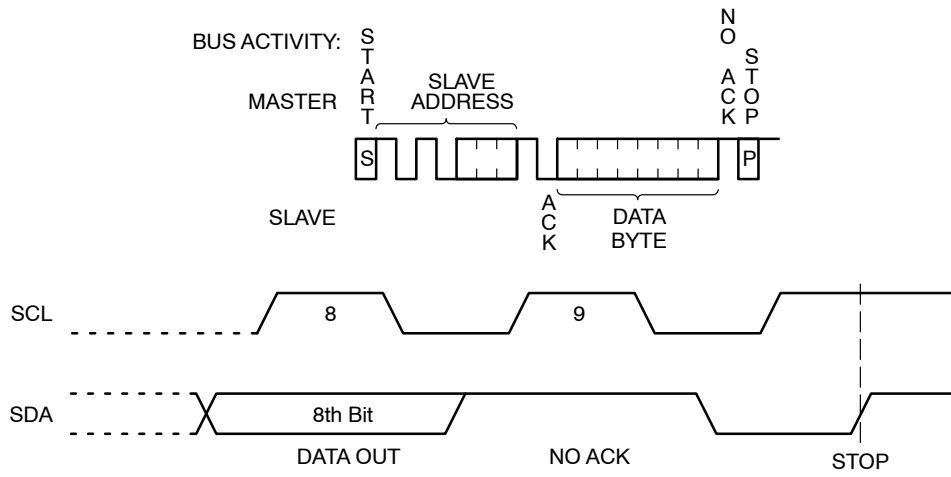 BUS ACTIVITY:
MASTER
START
SLAVE
ADDRESS
NO ACK
STOP
S
P
SLAVE
ACK
DATA
BYTE
SCL
8
9
SDA
8th Bit
DATA OUT
NO ACK
STOP